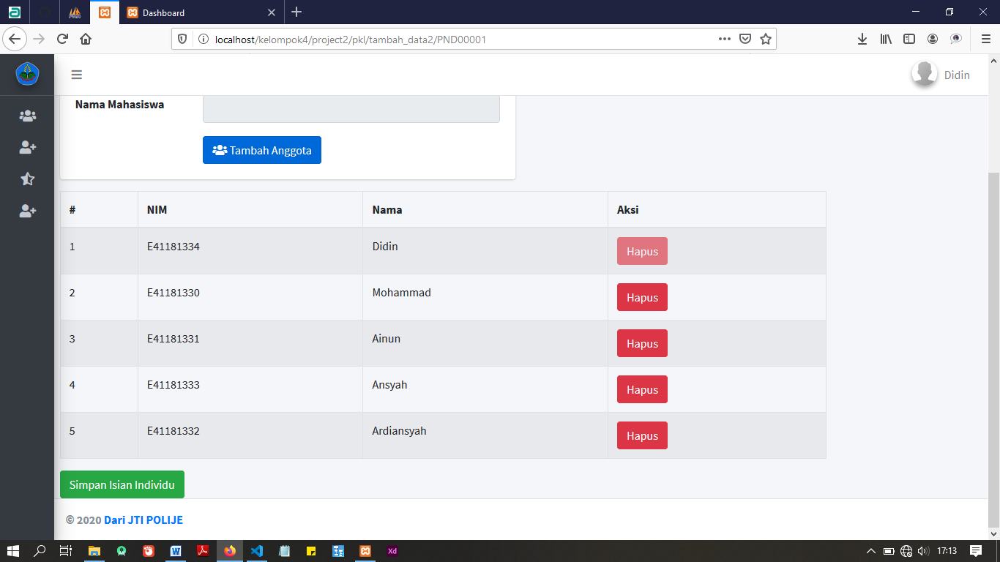 Dashboard
localhost/kelompok4/project2/pkl/tambah_data2/PND00001
Didin
Nama Mahasiswa
Tambah Anggota
# NIM Nama Aksi
1 E41181334 Didin Hapus
2 E41181330 Mohammad Hapus
3 E41181331 Ainun Hapus
4 E41181333 Ansyah Hapus
5 E41181332 Ardiansyah Hapus
Simpan Isian Individu
© 2020 Dari JTI POLIJE
Xd
17:13